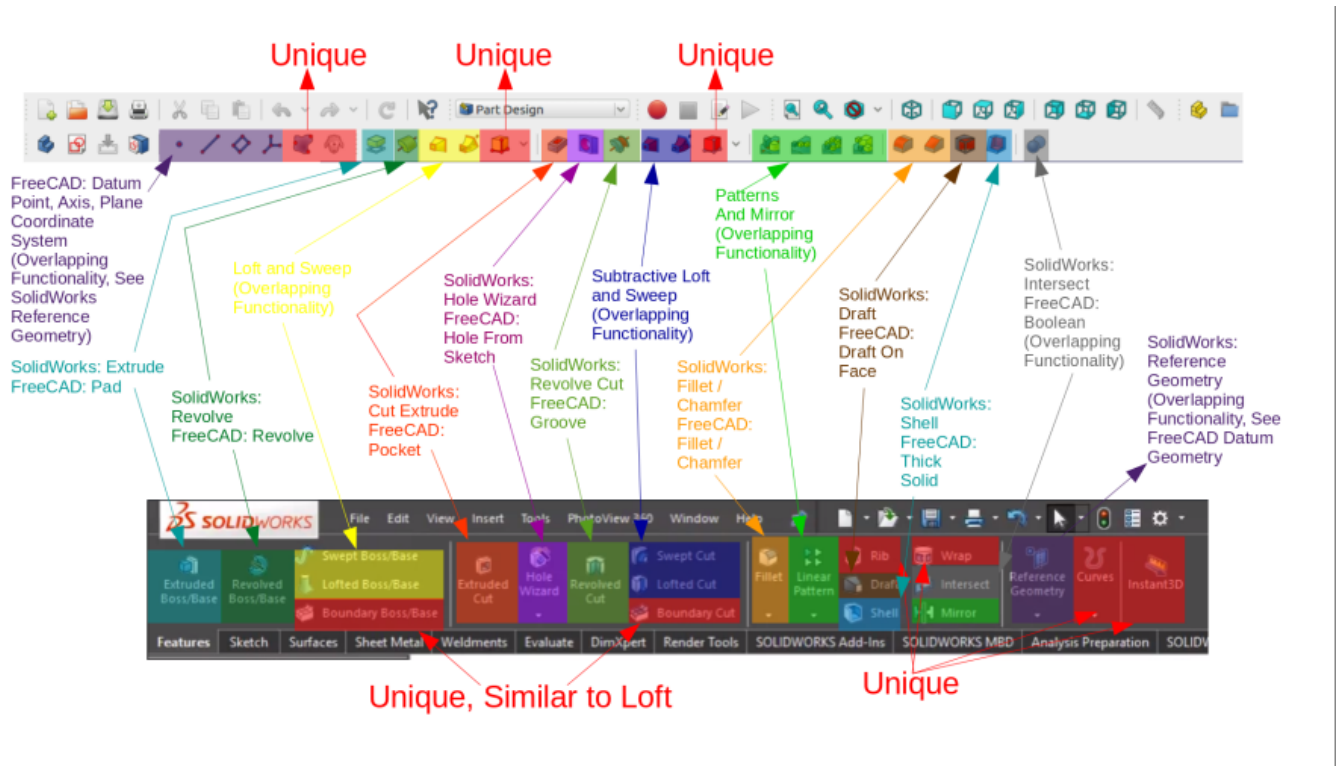 Unique
Unique
Unique
Part Design
FreeCAD: Datum
Point, Axis, Plane
Coordinate
System
(Overlapping
Functionality, See
SolidWorks
Reference
Geometry)
SolidWorks: Extrude
FreeCAD: Pad
SolidWorks:
Revolve
FreeCAD: Revolve
Loft and Sweep
(Overlapping
Functionality)
SolidWorks:
Cut Extrude
FreeCAD:
Pocket
SolidWorks:
Hole Wizard
FreeCAD:
Hole From
Sketch
SolidWorks:
Revolve Cut
FreeCAD:
Groove
Subtractive Loft
and Sweep
(Overlapping
Functionality)
SolidWorks:
Fillet /
Chamfer
FreeCAD:
Fillet /
Chamfer
Patterns
And Mirror
(Overlapping
Functionality)
SolidWorks:
Draft
FreeCAD:
Draft On
Face
SolidWorks:
Shell
FreeCAD:
Thick
Solid
SolidWorks:
Intersect
FreeCAD:
Boolean
(Overlapping
Functionality)
SolidWorks:
Reference
Geometry
(Overlapping
Functionality, See
FreeCAD Datum
Geometry
SOLIDWORKS File Edit View Insert Tools PhotoView 360 Window Help
Extruded
Boss/Base
Revolved
Boss/Base
Swept Boss/Base
Lofted Boss/Base
Boundary Boss/Base
Extruded
Cut
Hole
Wizard
Revolved
Cut
Swept Cut
Lofted Cut
Boundary Cut
Fillet
Linear
Pattern
Rib
Draft
Shell
Wrap
Intersect
Mirror
Reference
Geometry
Curves
Instant3D
Features Sketch Surfaces Sheet Metal Weldments Evaluate DimXpert Render Tools SOLIDWORKS Add-Ins SOLIDWORKS MBD Analysis Preparation SOLIDW
Unique, Similar to Loft
Unique